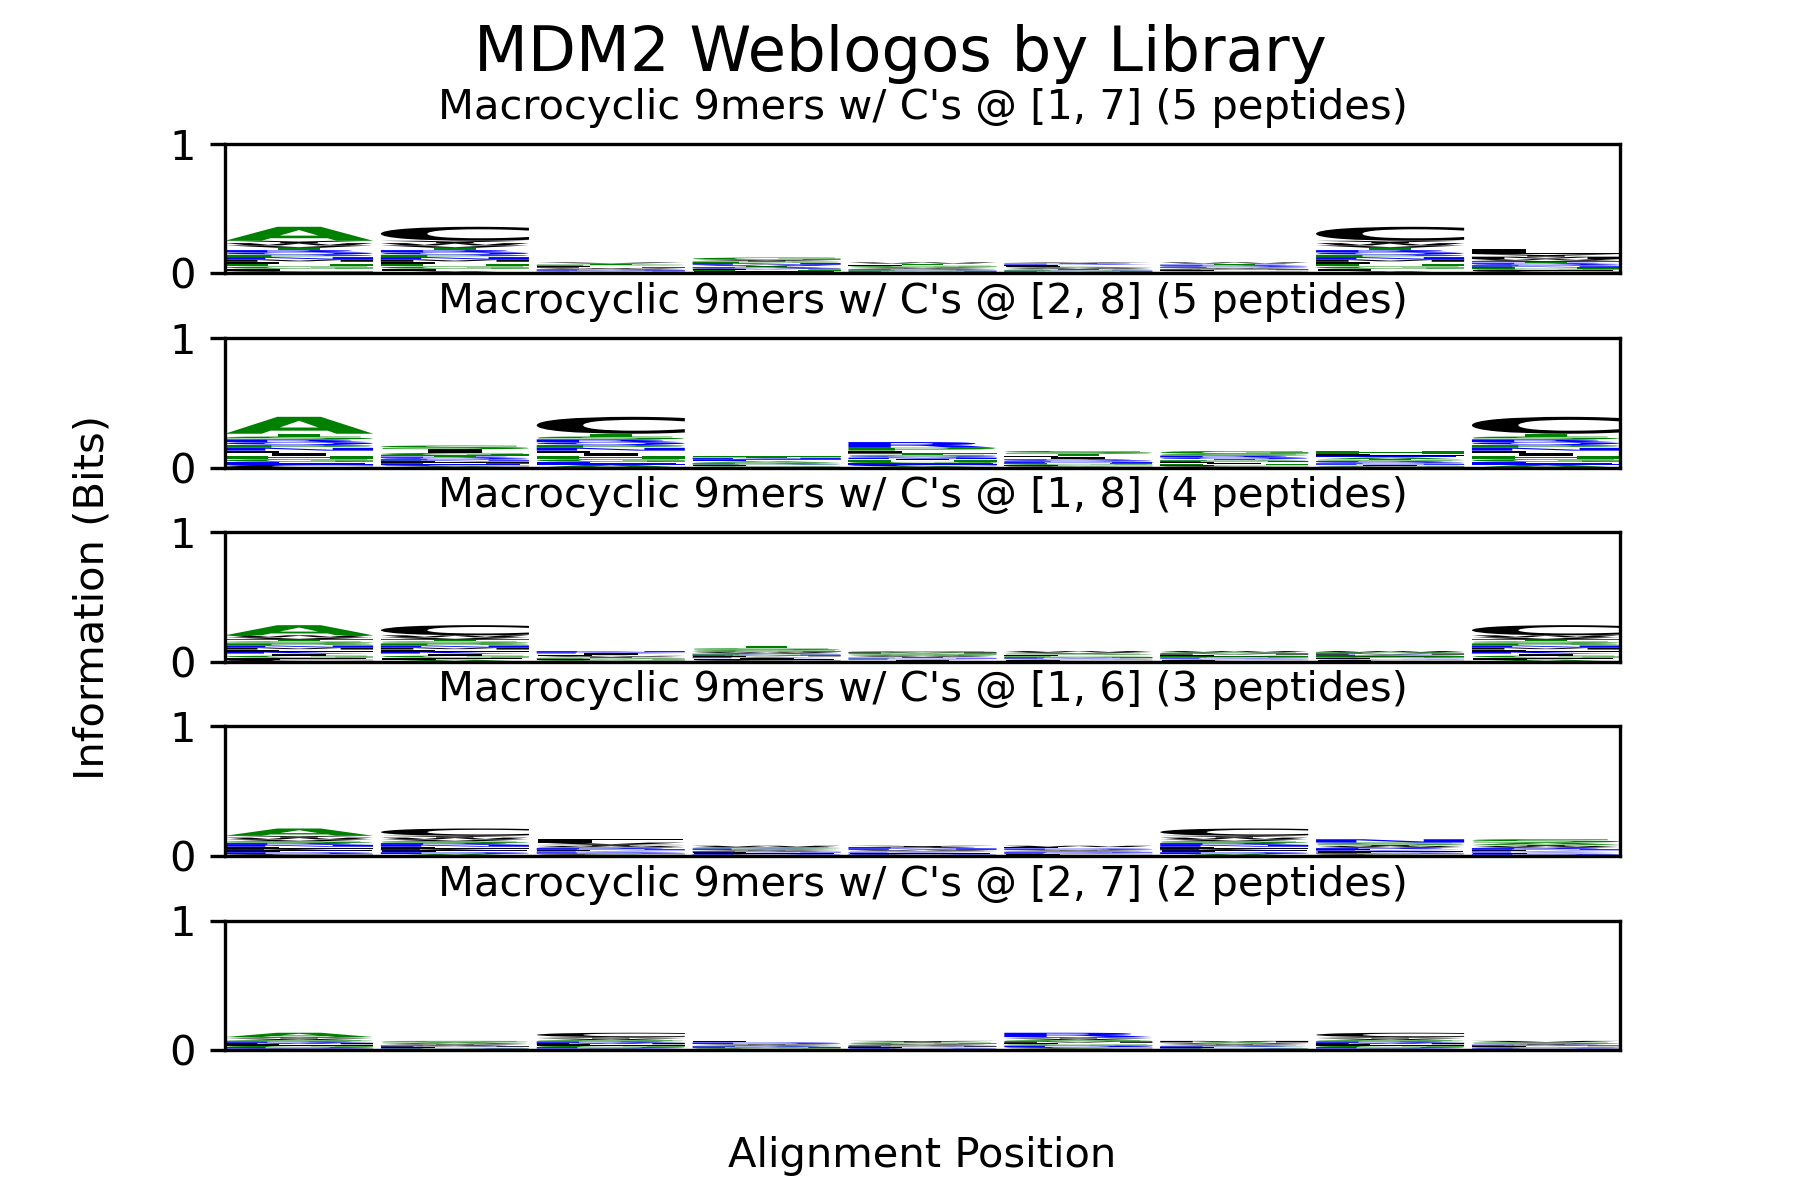 MDM2 Weblogos by Library
Macrocyclic 9mers w/ C's @ [1, 7] (5 peptides)
1
A C C
0
Macrocyclic 9mers w/ C's @ [2, 8] (5 peptides)
1
A C C
0
Macrocyclic 9mers w/ C's @ [1, 8] (4 peptides)
1
A C C
0
Macrocyclic 9mers w/ C's @ [1, 6] (3 peptides)
1
A C C
0
Macrocyclic 9mers w/ C's @ [2, 7] (2 peptides)
1
0
Information (Bits)
Alignment Position